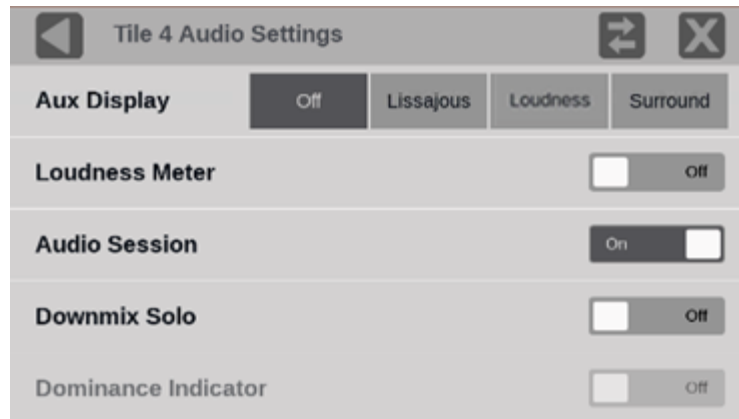 Tile 4 Audio Settings
Aux Display Off Lissajous Loudness Surround
Loudness Meter Off
Audio Session On
Downmix Solo Off
Dominance Indicator Off